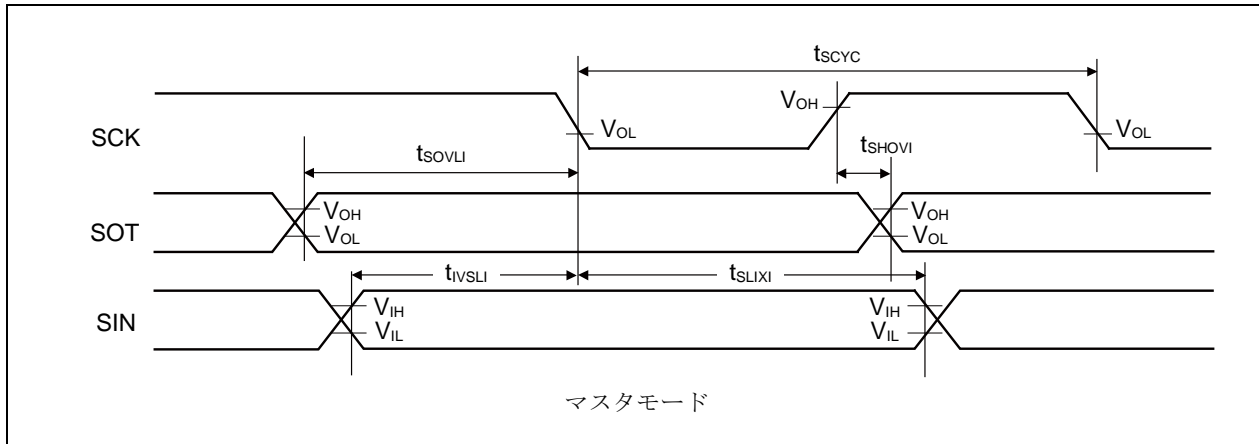 tSCYC
VOH
VOL
VOL
SCK
tSHOVI
tSOVLI
VOH
VOH
SOT
VOL
VOL
tIVSLI
tSLIXI
VIH
VIH
SIN
VIL
VIL
マスタモード